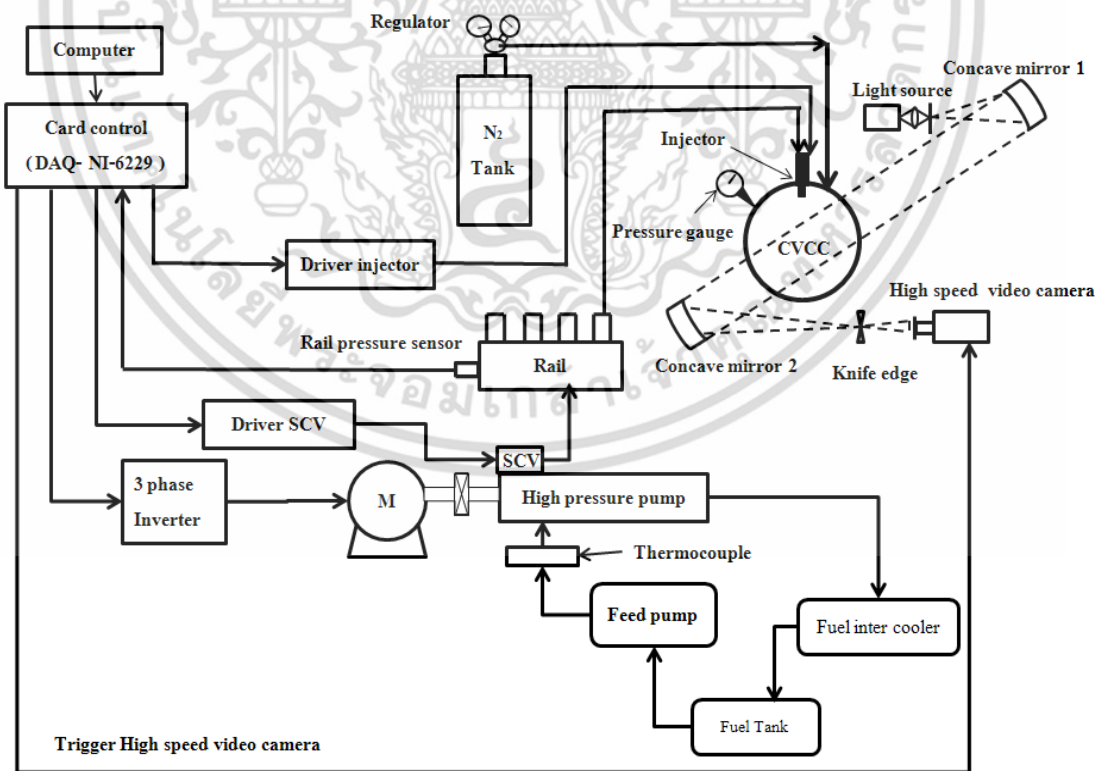 Regulator
Computer
Concave mirror 1
Light source
Card control
( DAQ- NI-6229 )
N2
Tank
Injector
Pressure gauge
CVCC
Driver injector
High speed video camera
Rail pressure sensor
Rail
Concave mirror 2
Knife edge
Driver SCV
SCV
3 phase
Inverter
M
High pressure pump
Thermocouple
Feed pump
Fuel inter cooler
Fuel Tank
Trigger High speed video camera